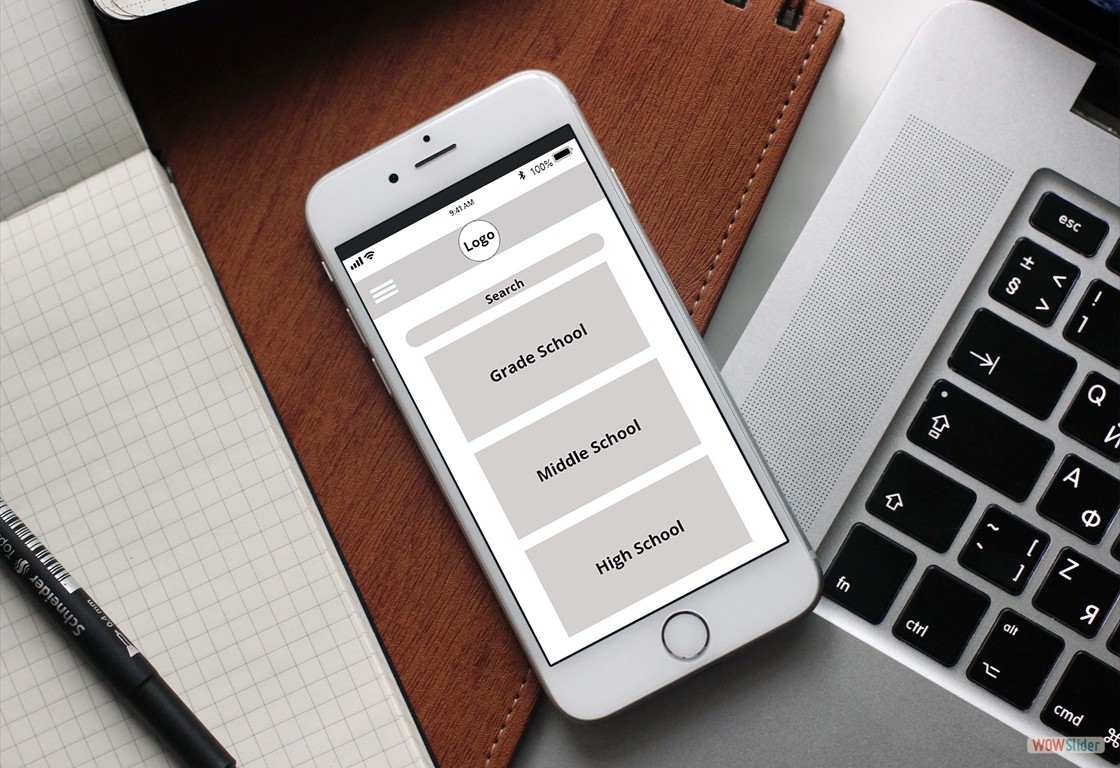 100%
9:41 AM
Logo
Search
Grade School
Middle School
High School
Schneider
0.4 mm
esc
± <
§ >
!
1
Q
Й
A
Ф
~ [
]
Z
Я
fn
ctrl
alt
cmd
⌘
WOWSlider